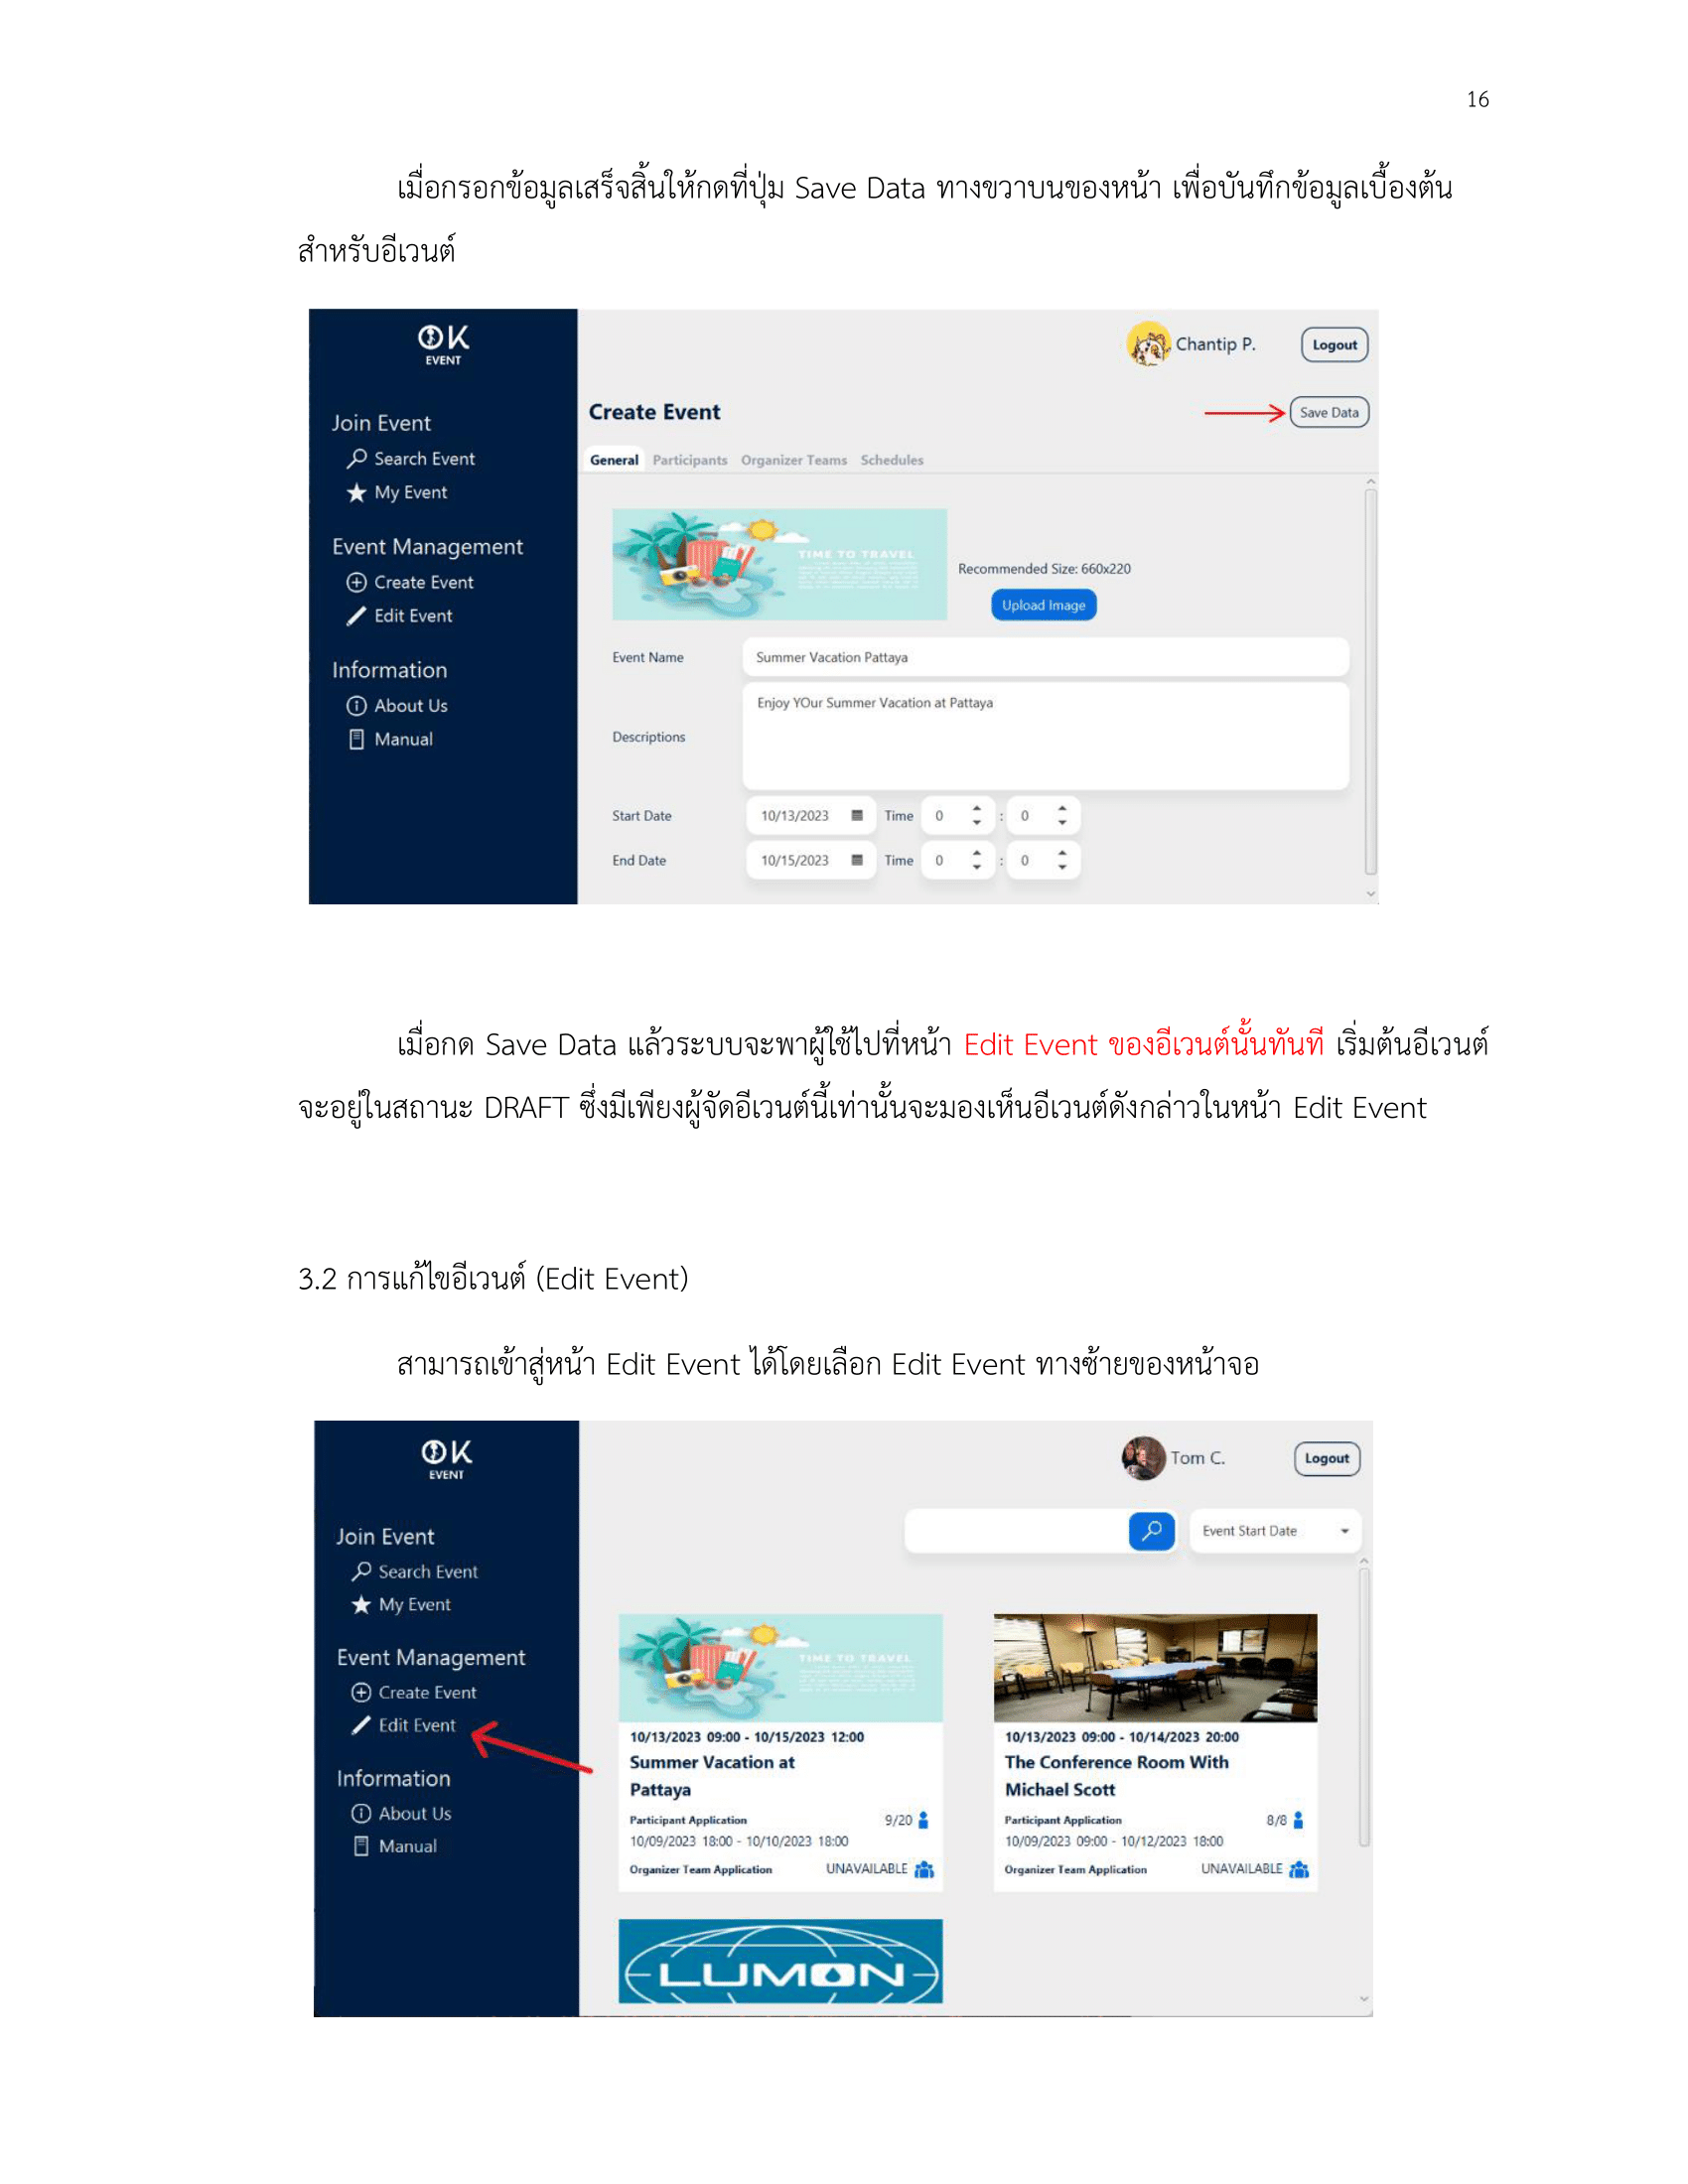 16
เมื่อกรอกข้อมูลเสร็จสิ้นให้กดที่ปุ่ม Save Data ทางขวาบนของหน้า เพื่อบันทึกข้อมูลเบื้องต้น
สำหรับอีเวนต์
OK
EVENT
Chantip P.
Logout
Join Event
Search Event
My Event
Event Management
Create Event
Edit Event
Information
About Us
Manual
Create Event
Save Data
General Participants Organizer Teams Schedules
TIME TO TRAVEL
Recommended Size: 660x220
Upload Image
Event Name Summer Vacation Pattaya
Descriptions Enjoy YOur Summer Vacation at Pattaya
Start Date 10/13/2023 Time 0 : 0
End Date 10/15/2023 Time 0 : 0
เมื่อกด Save Data แล้วระบบจะพาผู้ใช้ไปที่หน้า Edit Event ของอีเวนต์นั้นทันที เริ่มต้นอีเวนต์
จะอยู่ในสถานะ DRAFT ซึ่งมีเพียงผู้จัดอีเวนต์นี้เท่านั้นจะมองเห็นอีเวนต์ดังกล่าวในหน้า Edit Event
3.2 การแก้ไขอีเวนต์ (Edit Event)
สามารถเข้าสู่หน้า Edit Event ได้โดยเลือก Edit Event ทางซ้ายของหน้าจอ
OK
EVENT
Tom C.
Logout
Join Event
Search Event
My Event
Event Management
Create Event
Edit Event
Information
About Us
Manual
Event Start Date
TIME TO TRAVEL
10/13/2023 09:00 - 10/15/2023 12:00
Summer Vacation at
Pattaya
Participant Application 9/20
10/09/2023 18:00 - 10/10/2023 18:00
Organizer Team Application UNAVAILABLE
10/13/2023 09:00 - 10/14/2023 20:00
The Conference Room With
Michael Scott
Participant Application 8/8
10/09/2023 09:00 - 10/12/2023 18:00
Organizer Team Application UNAVAILABLE
LUMON